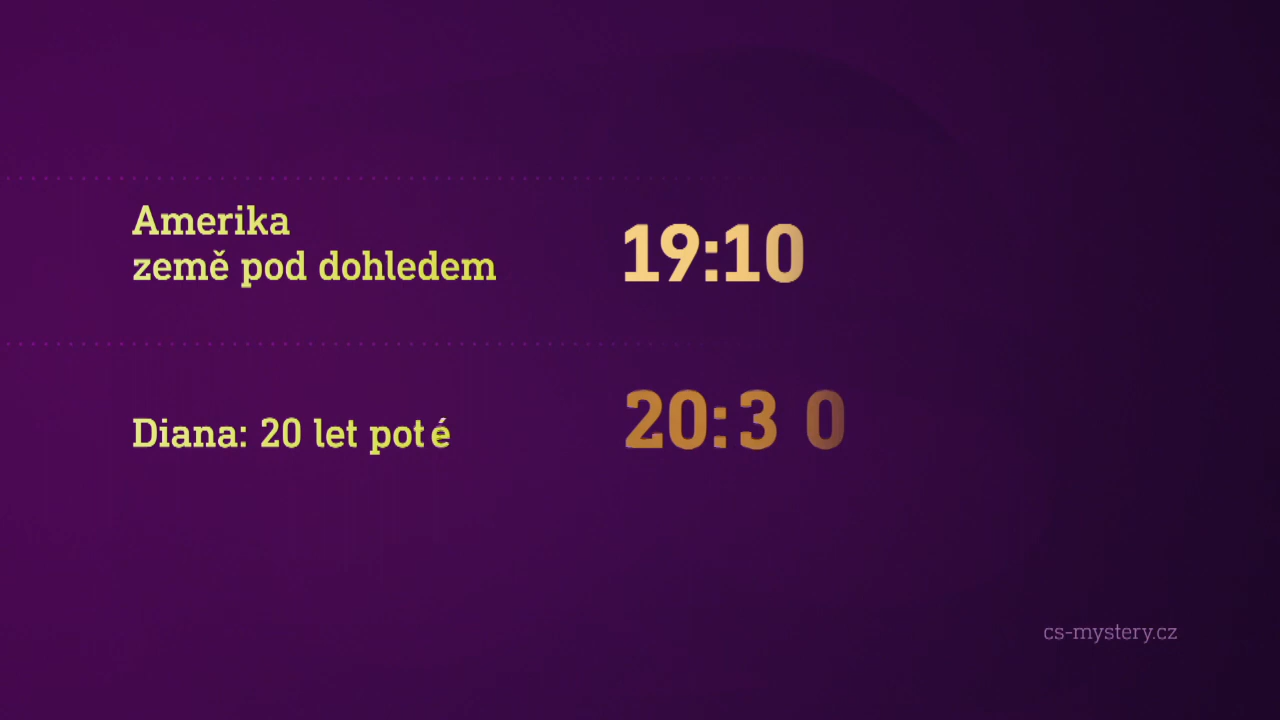 Amerika
země pod dohledem
19:10
Diana: 20 let poté
20:30
cs-mystery.cz